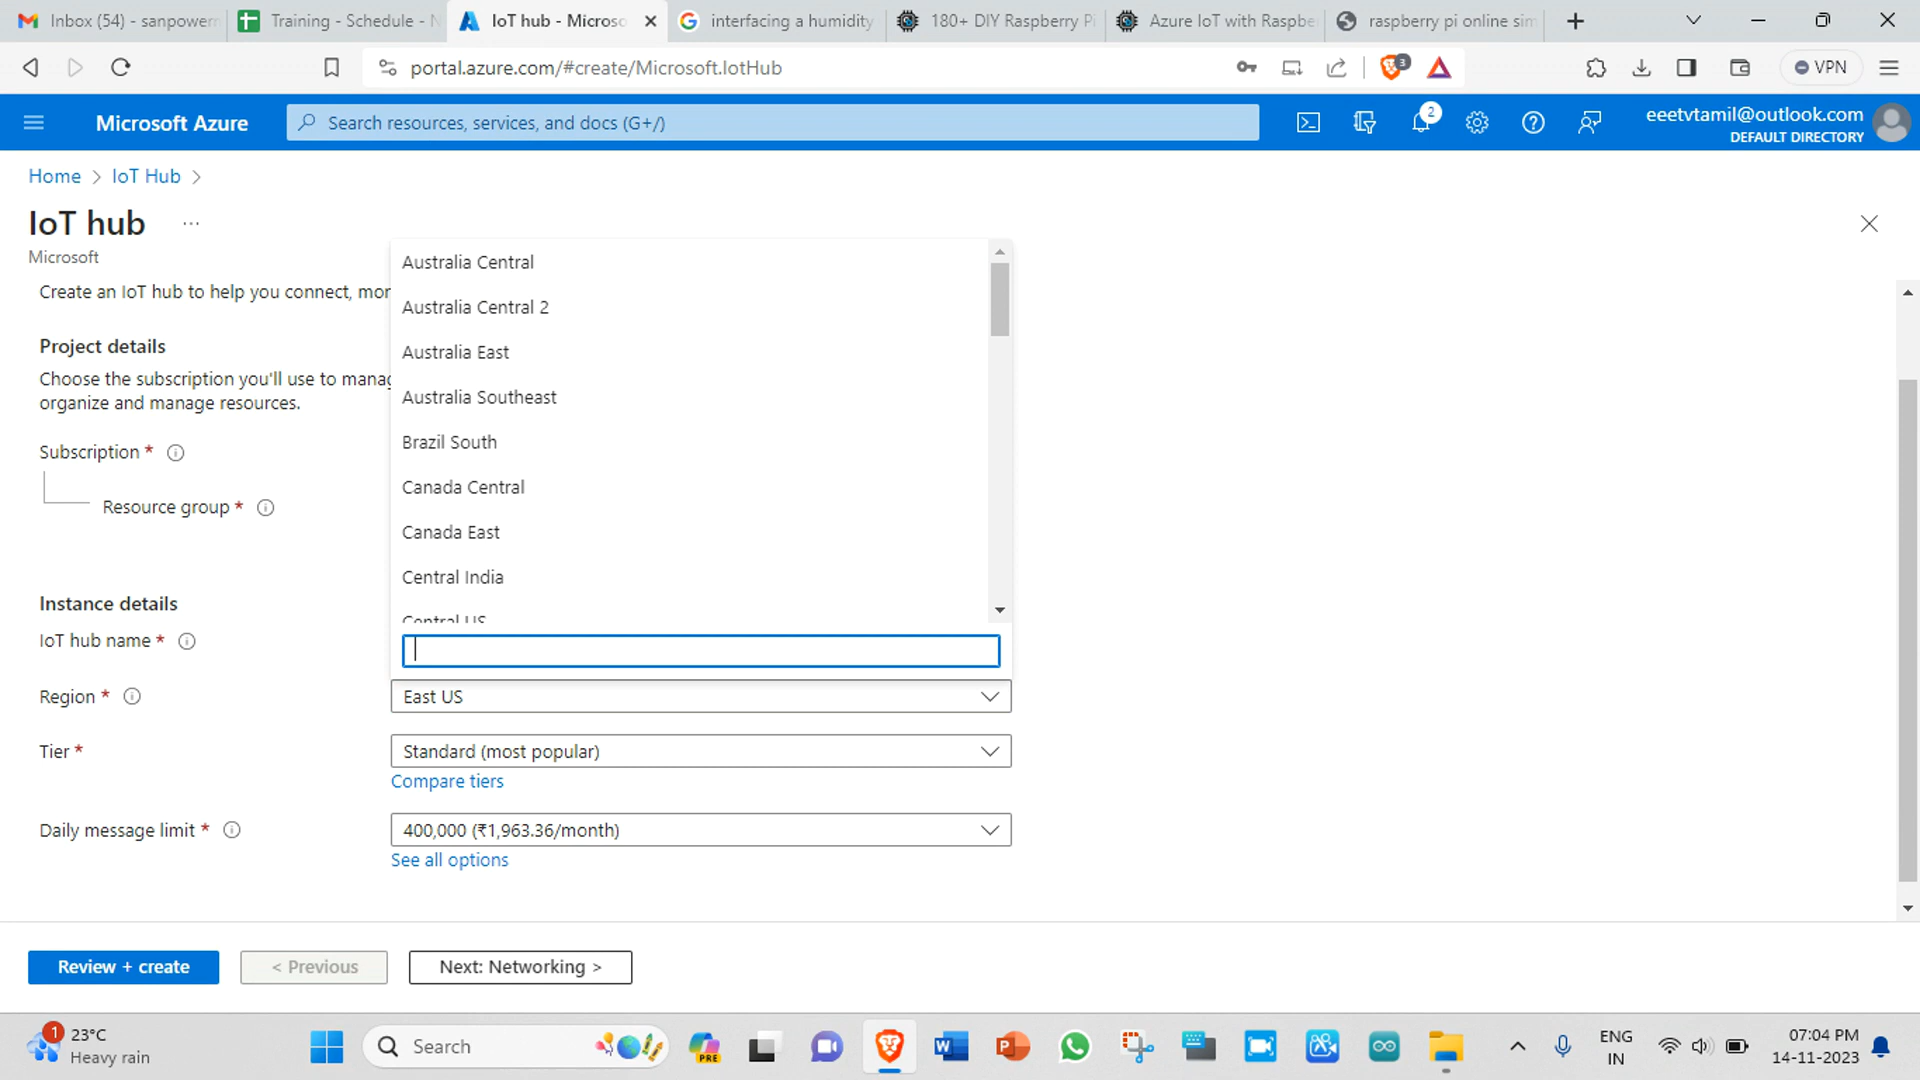 Inbox (54) - sanpowern
Training - Schedule - N
IoT hub - Microso
interfacing a humidity
180+ DIY Raspberry Pi
Azure IoT with Raspbe
raspberry pi online sim
portal.azure.com/#create/Microsoft.IotHub
3
VPN
Microsoft Azure
Search resources, services, and docs (G+/)
2
eeetvtamil@outlook.com
DEFAULT DIRECTORY
Home > IoT Hub >
IoT hub ...
Microsoft
Create an IoT hub to help you connect, mor
Project details
Choose the subscription you'll use to manag
organize and manage resources.
Subscription *
Resource group *
Instance details
IoT hub name *
Australia Central
Australia Central 2
Australia East
Australia Southeast
Brazil South
Canada Central
Canada East
Central India
Central US
Region *
East US
Tier *
Standard (most popular)
Compare tiers
Daily message limit *
400,000 (₹1,963.36/month)
See all options
Review + create
< Previous
Next: Networking >
1
23°C
Heavy rain
Search
PRE
ENG
IN
07:04 PM
14-11-2023